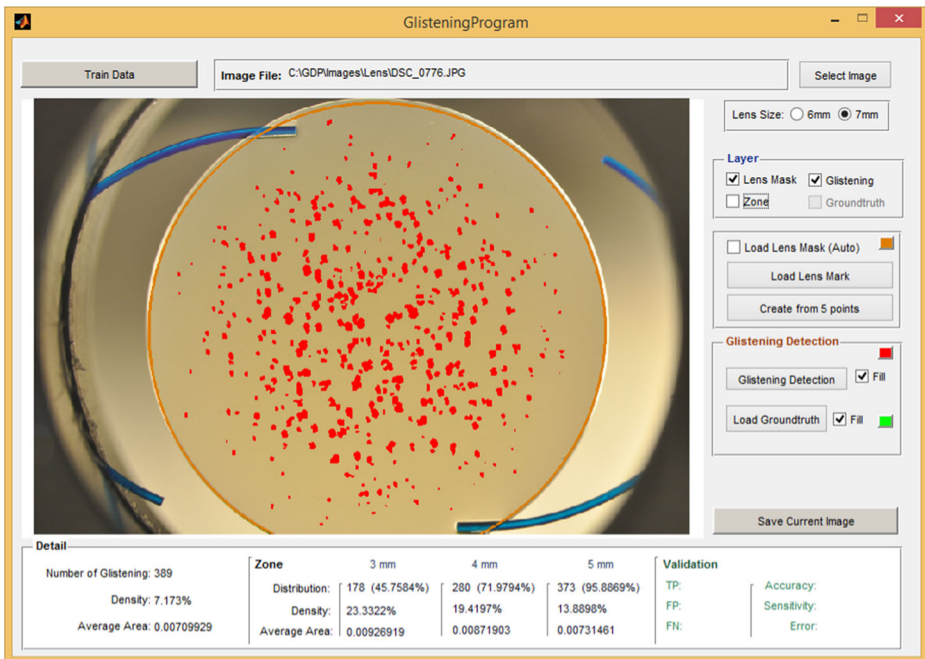 GlisteningProgram
Train Data
Image File: C:\GDP\Images\Lens\DSC_0776.JPG
Select Image
Lens Size: 6mm 7mm
Layer
Lens Mask Glistening
Zone Groundtruth
Load Lens Mask (Auto)
Load Lens Mark
Create from 5 points
Glistening Detection
Glistening Detection Fill
Load Groundtruth Fill
Save Current Image
Detail
Number of Glistening: 389
Density: 7.173%
Average Area: 0.00709929
Zone 3 mm 4 mm 5 mm
Distribution: 178 (45.7584%) 280 (71.9794%) 373 (95.8869%)
Density: 23.3322% 19.4197% 13.8898%
Average Area: 0.00926919 0.00871903 0.00731461
Validation
TP: Accuracy:
FP: Sensitivity:
FN: Error: